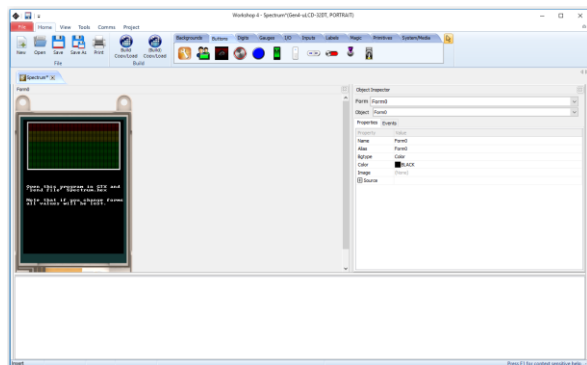 Workshop 4 - Spectrum*(Gen4-uLCD-32DT, PORTRAIT)
File Home View Tools Comms Project
New Open Save Save As Print
Build Copy/Load
Build Copy/Load
File Build
Backgrounds Buttons Digits Gauges I/O Inputs Labels Magic Primitives System/Media
Spectrum* X
Form0
Open this program in GTX and
"Send file" Spectrum.hex
Note that if you change forms
all values will be lost.
Object Inspector
Form Form0
Object Form0
Properties Events
Property Value
Name Form0
Alias Form0
Bgtype Color
Color BLACK
Image (None)
Source
Insert
Press F1 for context sensitive help